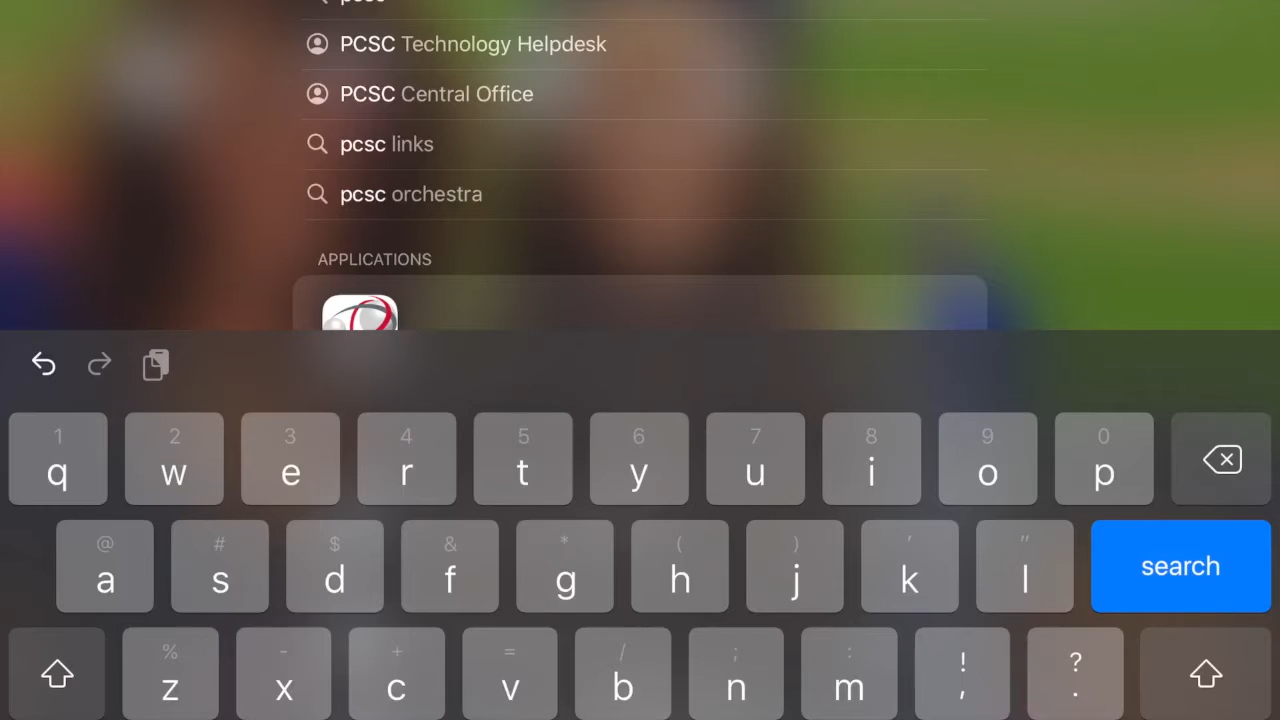 pcsc
PCSC Technology Helpdesk
PCSC Central Office
pcsc links
pcsc orchestra
APPLICATIONS
1 2 3 4 5 6 7 8 9 0
q w e r t y u i o p
@ # $ & * ( ) ' "
a s d f g h j k l search
% - + = / ; : ! ?
z x c v b n m , .